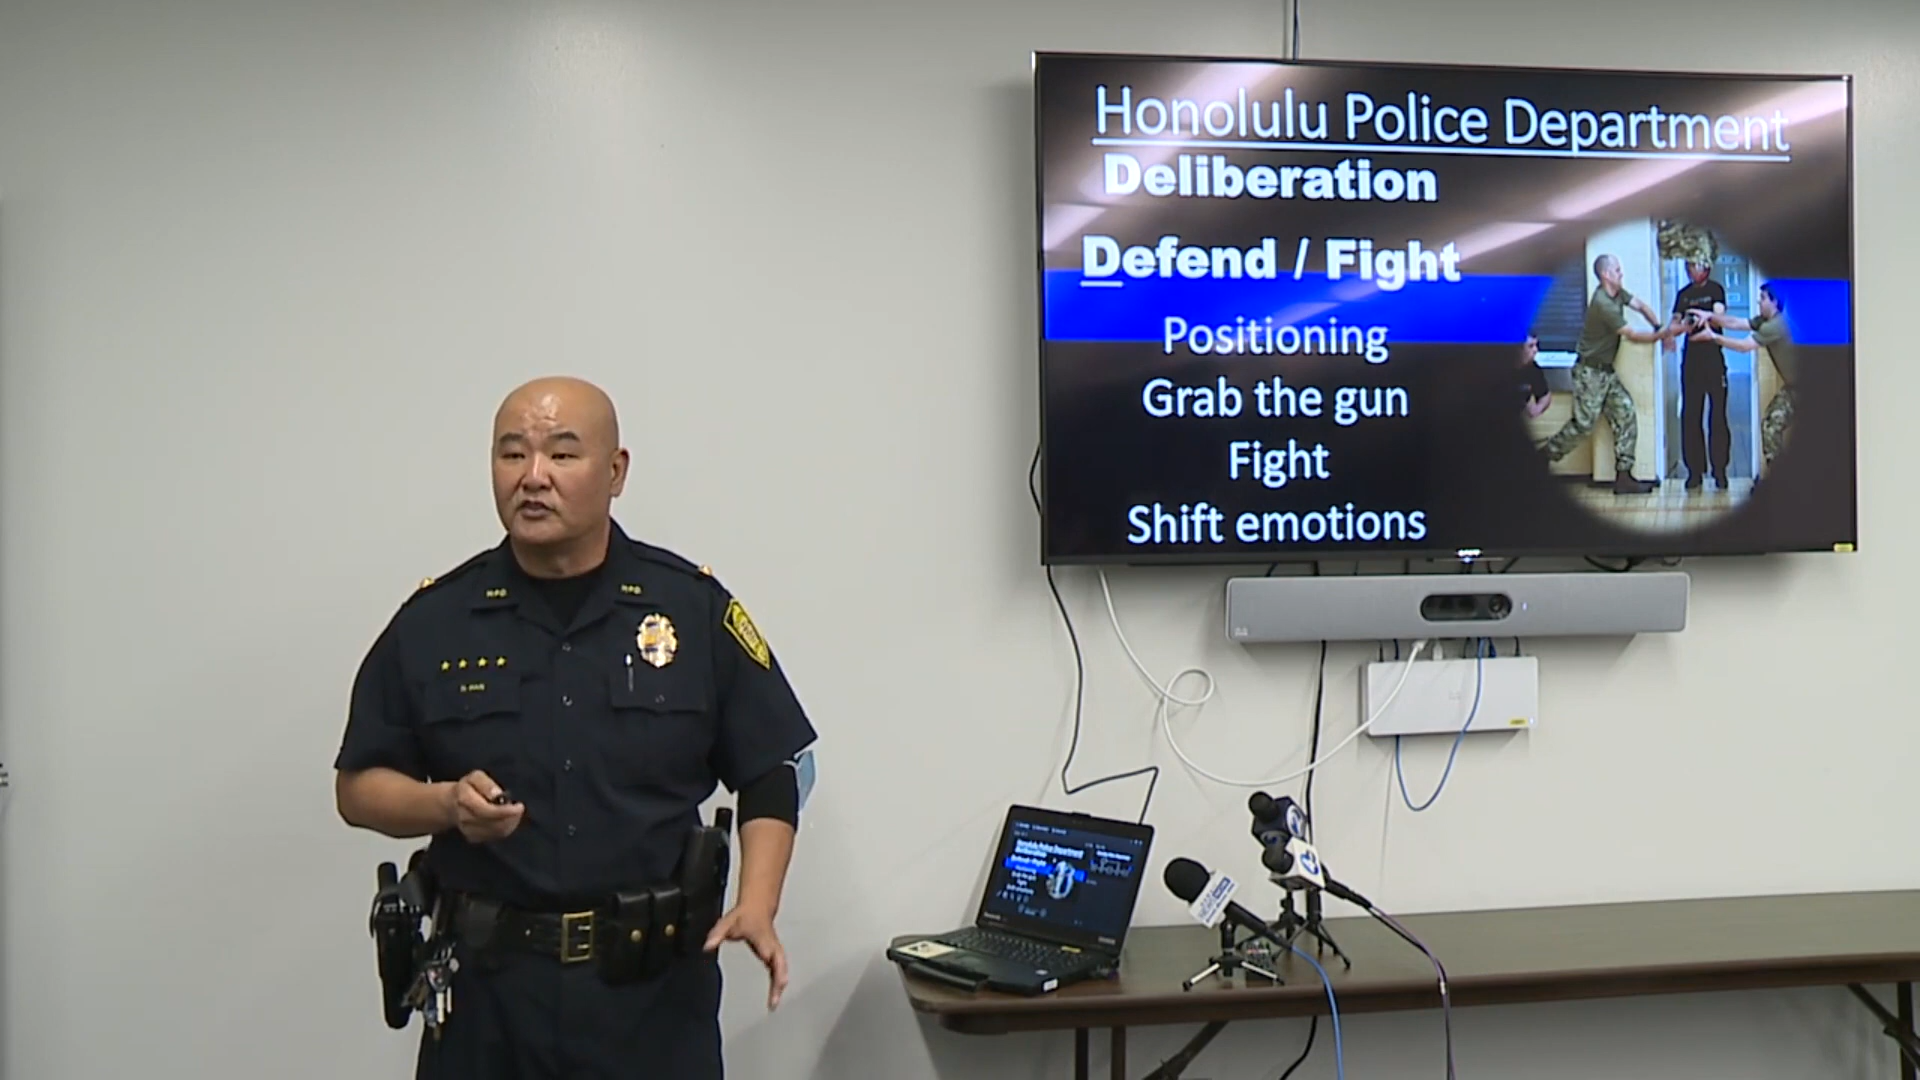 Honolulu Police Department
Deliberation
Defend / Fight
Positioning
Grab the gun
Fight
Shift emotions
HPD
HPD